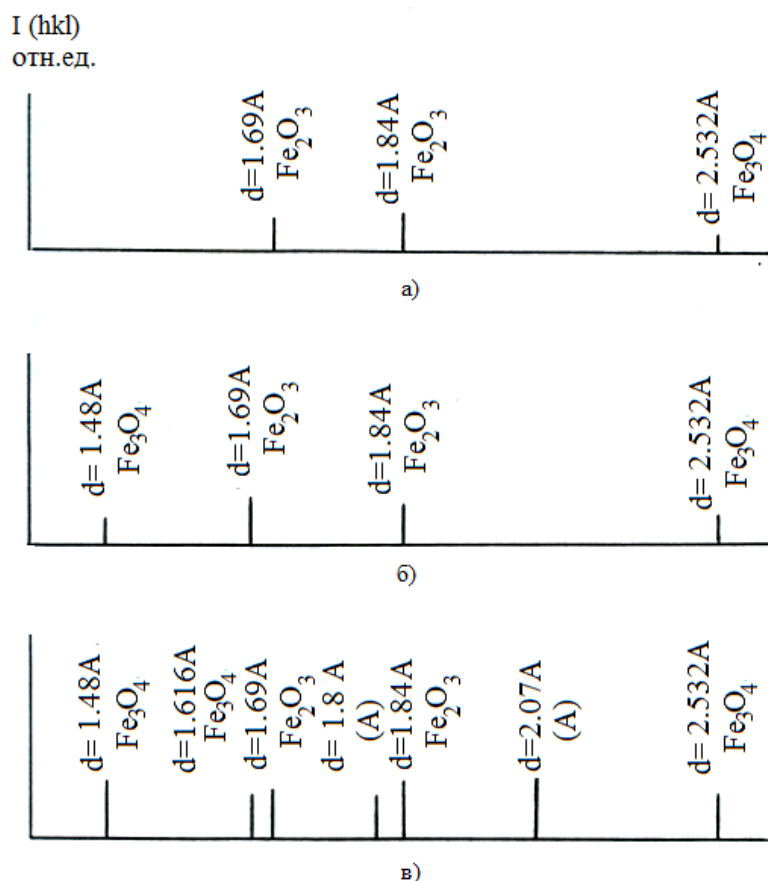 I (hkl)
отн.ед.
d=1.69A
Fe₂O₃
d=1.84A
Fe₂O₃
d= 2.532A
Fe₃O₄
а)
d= 1.48A
Fe₃O₄
d=1.69A
Fe₂O₃
d=1.84A
Fe₂O₃
d= 2.532A
Fe₃O₄
б)
d= 1.48A
Fe₃O₄
d=1.616A
Fe₃O₄
d=1.69A
Fe₂O₃
d= 1.8 A
(A)
d=1.84A
Fe₂O₃
d=2.07A
(A)
d= 2.532A
Fe₃O₄
в)